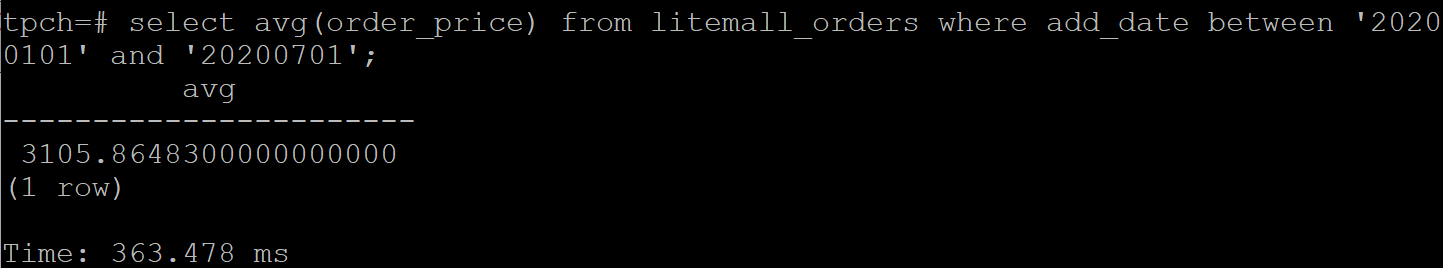 tpch=# select avg(order_price) from litemall_orders where add_date between '2020
0101' and '20200701';
avg
-----------------------
3105.8648300000000000
(1 row)
Time: 363.478 ms